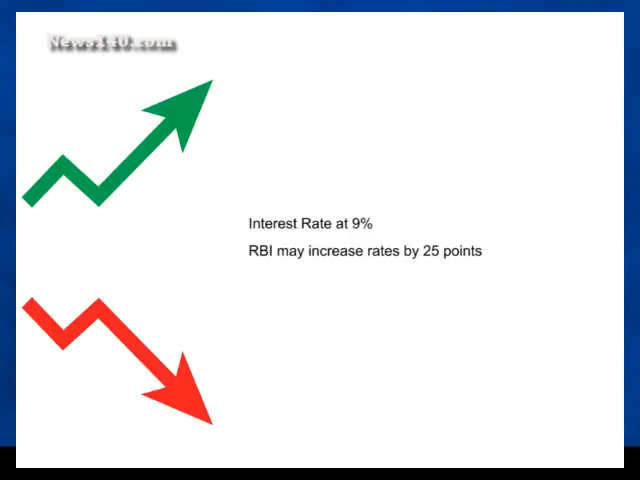 News140.com
Interest Rate at 9%
RBI may increase rates by 25 points